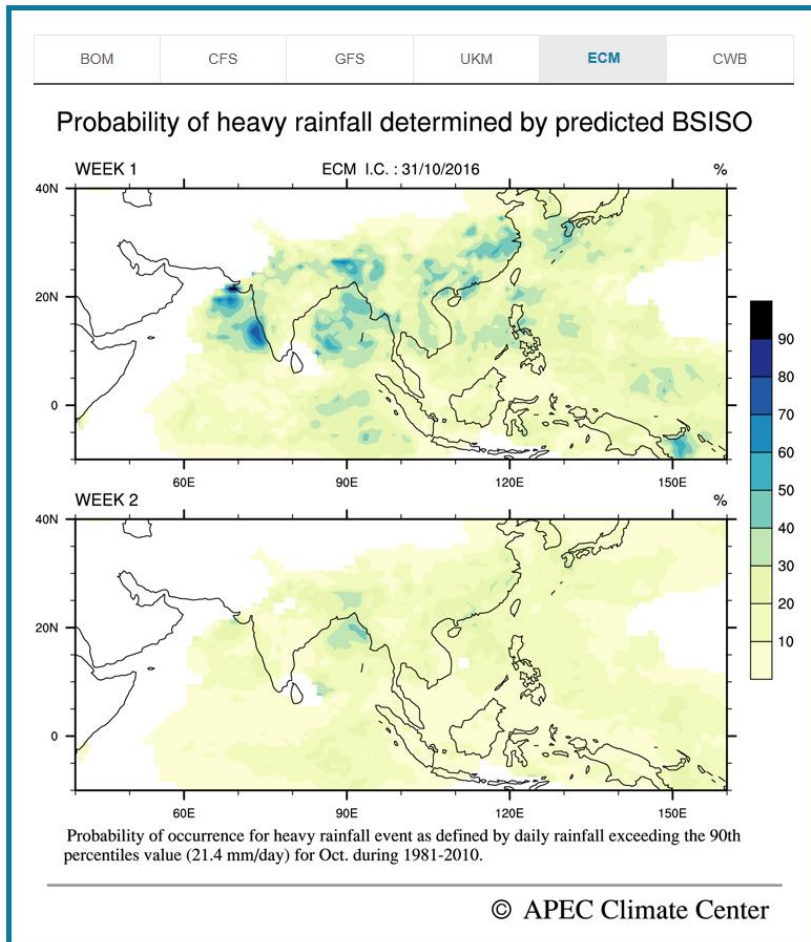 BOM CFS GFS UKM ECM CWB
Probability of heavy rainfall determined by predicted BSISO
WEEK 1 ECM I.C. : 31/10/2016 %
40N
20N
0
60E 90E 120E 150E
WEEK 2 %
40N
20N
0
60E 90E 120E 150E
90
80
70
60
50
40
30
20
10
Probability of occurrence for heavy rainfall event as defined by daily rainfall exceeding the 90th
percentiles value (21.4 mm/day) for Oct. during 1981-2010.
© APEC Climate Center